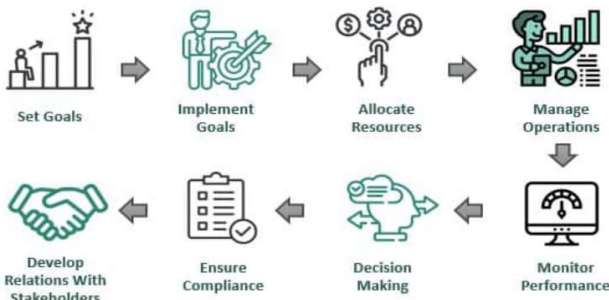 Set Goals
Implement
Goals
Allocate
Resources
Manage
Operations
Develop
Relations With
Stakeholders
Ensure
Compliance
Decision
Making
Monitor
Performance